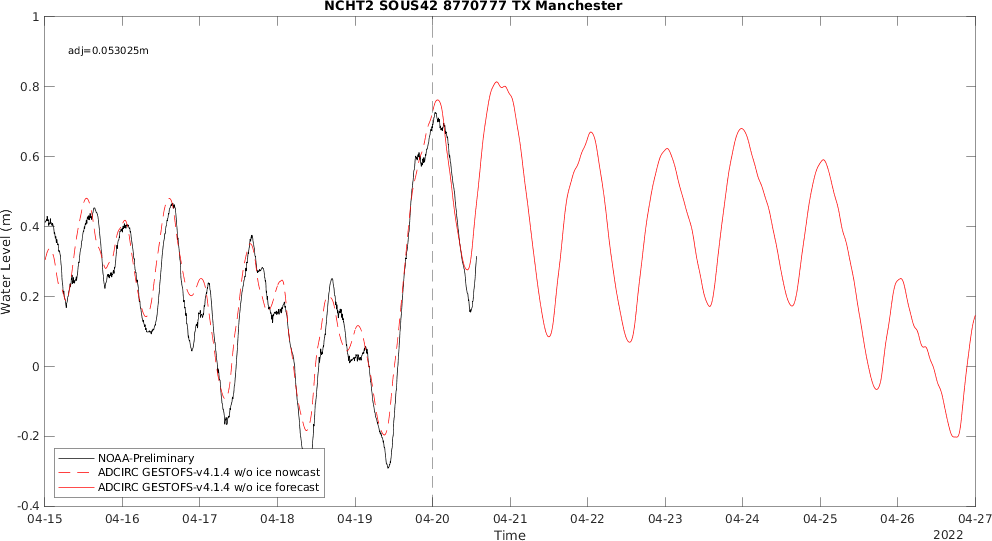 NCHT2 SOUS42 8770777 TX Manchester
adj=0.053025m
1
0.8
0.6
0.4
0.2
0
-0.2
-0.4
Water Level (m)
NOAA-Preliminary
ADCIRC GESTOFS-v4.1.4 w/o ice nowcast
ADCIRC GESTOFS-v4.1.4 w/o ice forecast
04-15 04-16 04-17 04-18 04-19 04-20 04-21 04-22 04-23 04-24 04-25 04-26 04-27
Time
2022